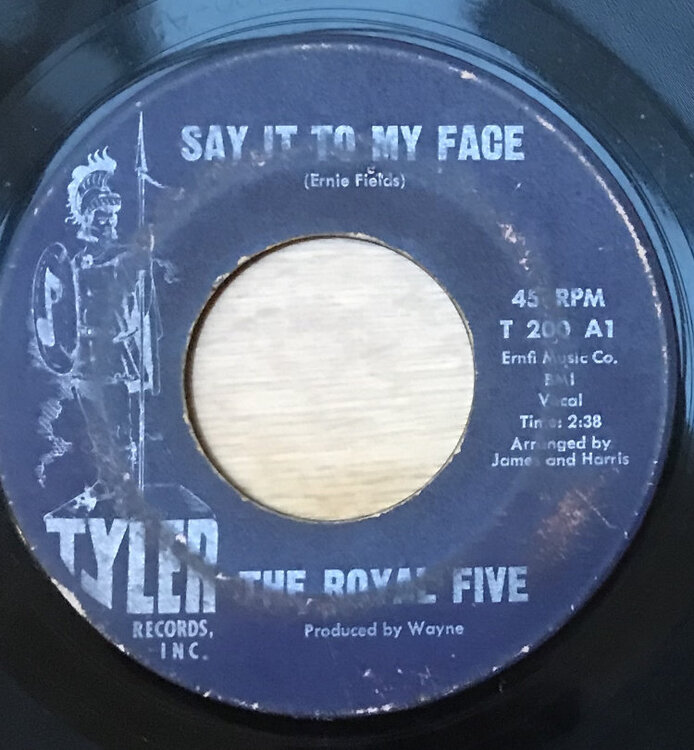 SAY IT TO MY FACE
(Ernie Fields)
45 RPM
T 200 A1
Ernfi Music Co.
BMI
Vocal
Time: 2:38
Arranged by
James and Harris
TYLER
RECORDS,
INC.
THE ROYAL FIVE
Produced by Wayne